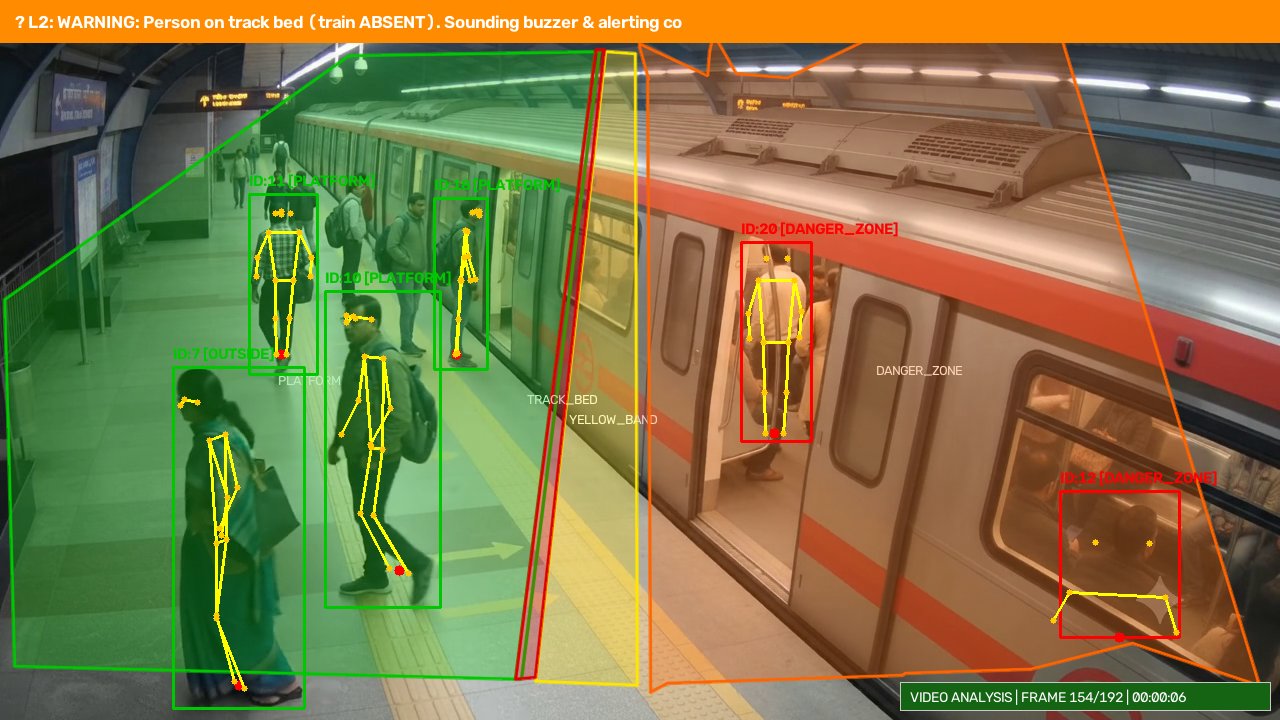 ? L2: WARNING: Person on track bed (train ABSENT). Sounding buzzer & alerting co
ID:11 [PLATFORM]
ID:16 [PLATFORM]
ID:20 [DANGER_ZONE]
ID:10 [PLATFORM]
ID:7 [OUTSIDE]
PLATFORM
DANGER_ZONE
TRACK_BED
YELLOW_BAND
ID:12 [DANGER_ZONE]
VIDEO ANALYSIS | FRAME 154/192 | 00:00:06